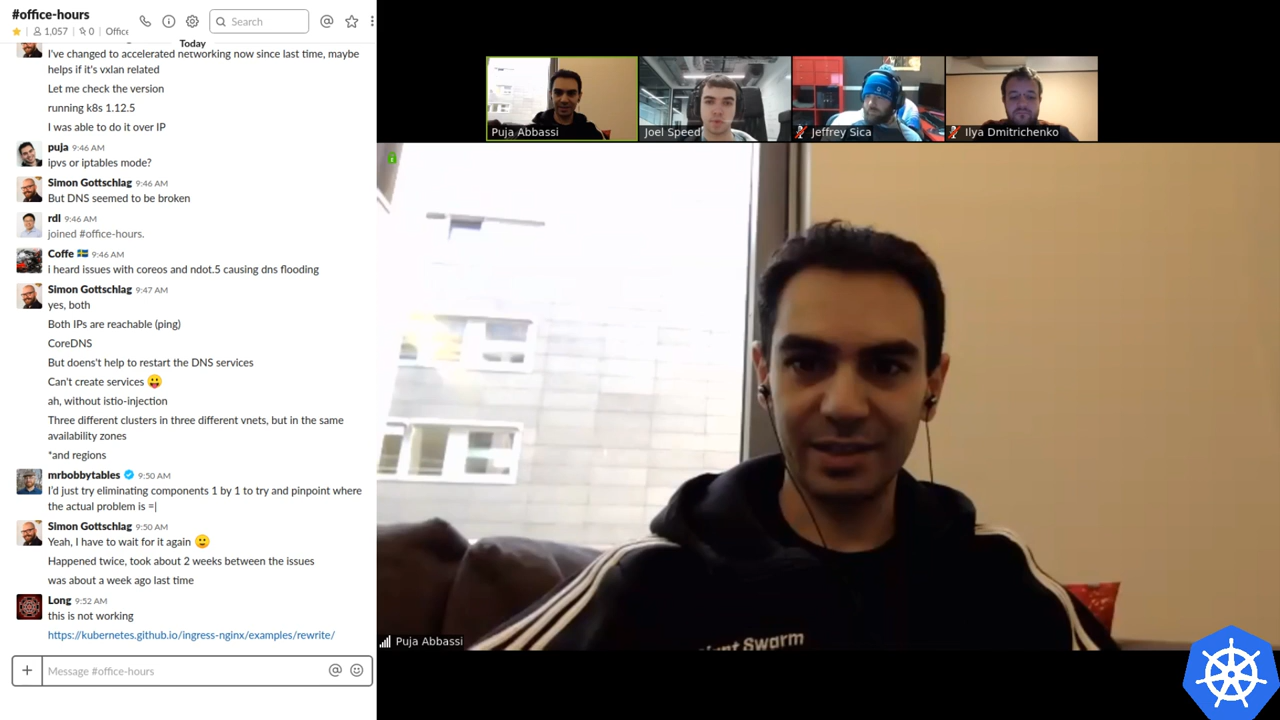 #office-hours
1,057
0
Office
Search
Today
I've changed to accelerated networking now since last time, maybe
helps if it's vxlan related
Let me check the version
running k8s 1.12.5
I was able to do it over IP
puja 9:46 AM
ipvs or iptables mode?
Simon Gottschlag 9:46 AM
But DNS seemed to be broken
rdl 9:46 AM
joined #office-hours.
Coffe 🇸🇪 9:46 AM
i heard issues with coreos and ndot.5 causing dns flooding
Simon Gottschlag 9:47 AM
yes, both
Both IPs are reachable (ping)
CoreDNS
But doens't help to restart the DNS services
Can't create services 😛
ah, without istio-injection
Three different clusters in three different vnets, but in the same
availability zones
*and regions
mrbobbytables 9:50 AM
I'd just try eliminating components 1 by 1 to try and pinpoint where
the actual problem is =|
Simon Gottschlag 9:50 AM
Yeah, I have to wait for it again 🙂
Happened twice, took about 2 weeks between the issues
was about a week ago last time
Long 9:52 AM
this is not working
https://kubernetes.github.io/ingress-nginx/examples/rewrite/
Message #office-hours
Puja Abbassi
Joel Speed
Jeffrey Sica
Ilya Dmitrichenko
Swarm
Puja Abbassi